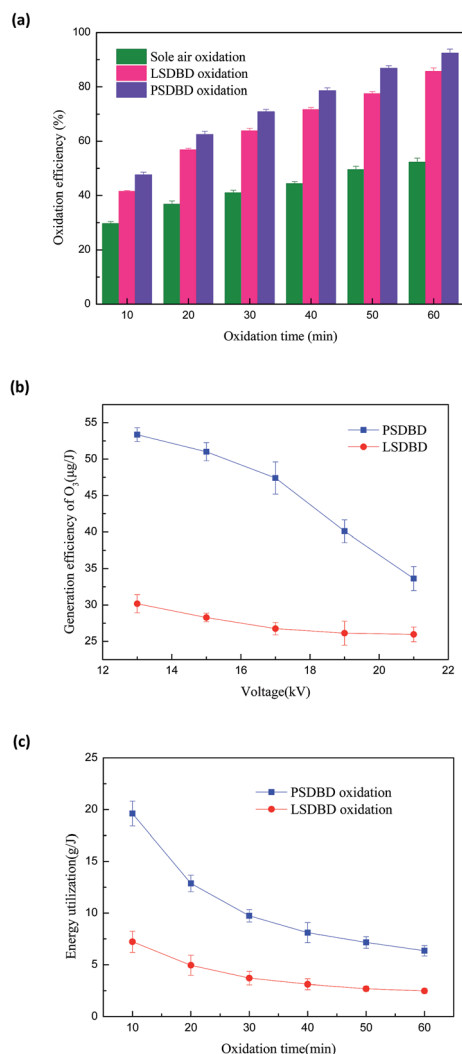 (a)
Sole air oxidation
LSDBD oxidation
PSDBD oxidation
Oxidation efficiency (%)
100
80
60
40
20
0
10 20 30 40 50 60
Oxidation time (min)
(b)
PSDBD
LSDBD
Generation efficiency of O₃(μg/J)
55
50
45
40
35
30
25
12 14 16 18 20 22
Voltage(kV)
(c)
PSDBD oxidation
LSDBD oxidation
Energy utilization(g/J)
25
20
15
10
5
0
10 20 30 40 50 60
Oxidation time(min)